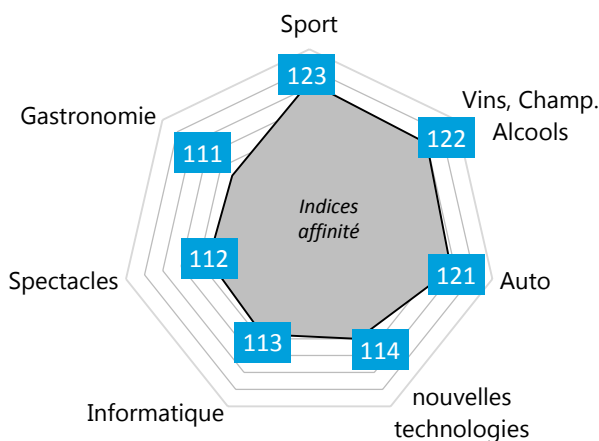 Sport
123
Vins, Champ.
Alcools
122
Gastronomie
111
Indices
affinité
112
Spectacles
121
Auto
113
114
Informatique
nouvelles
technologies